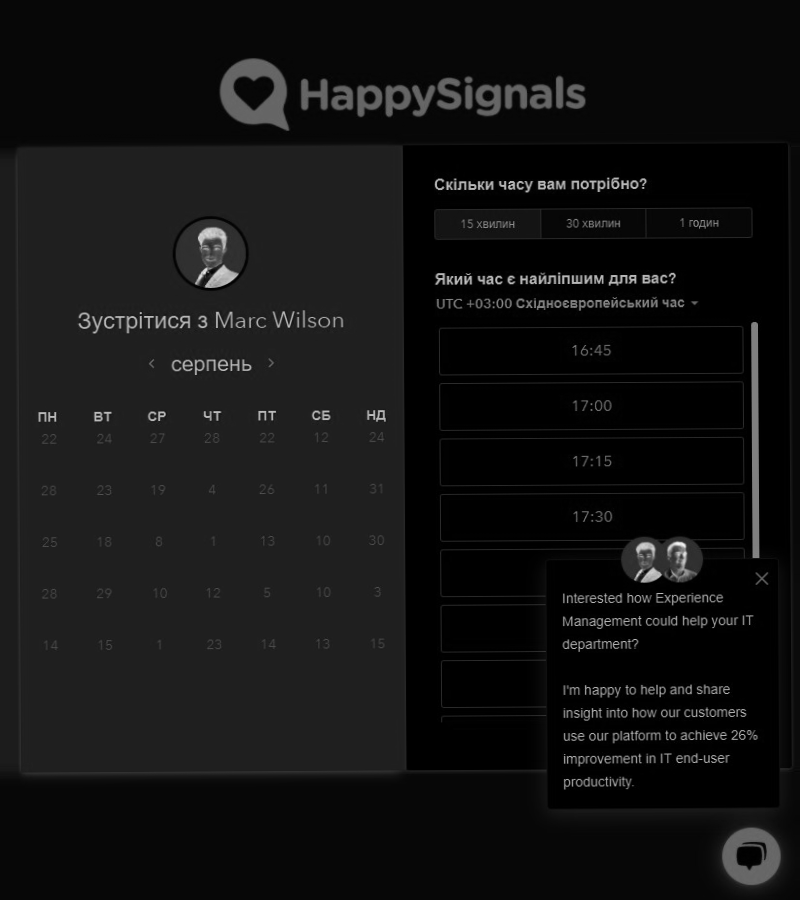 HappySignals
Зустрітися з Marc Wilson
серпень
ПН ВТ СР ЧТ ПТ СБ НД
22 24 27 28 22 12 24
28 23 19 4 26 11 31
25 18 8 1 13 10 30
28 29 10 12 5 10 3
14 15 1 23 14 13 15
Скільки часу вам потрібно?
15 хвилин 30 хвилин 1 годин
Який час є найліпшим для вас?
UTC +03:00 Східноєвропейський час
16:45
17:00
17:15
17:30
Interested how Experience
Management could help your IT
department?
I'm happy to help and share
insight into how our customers
use our platform to achieve 26%
improvement in IT end-user
productivity.